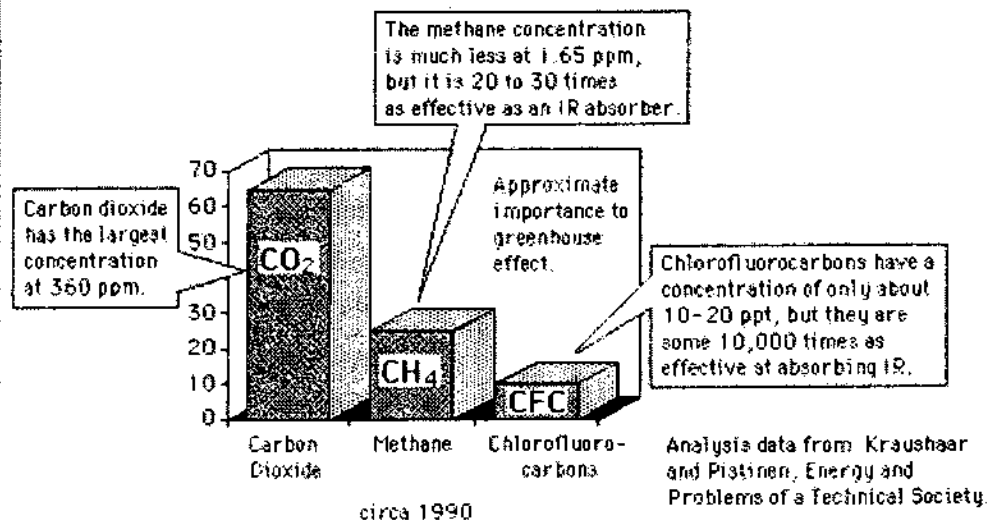 The methane concentration
is much less at 1.65 ppm,
but it is 20 to 30 times
as effective as an IR absorber.
Carbon dioxide
has the largest
concentration
at 360 ppm.
70
60
50
30
20
10
0
Approximate
importance to
greenhouse
effect.
Chlorofluorocarbons have a
concentration of only about
10-20 ppt, but they are
some 10,000 times as
effective at absorbing IR.
CO₂
CH₄
CFC
Carbon
Dioxide
Methane
Chlorofluoro-
carbons
circa 1990
Analysis data from Kraushaar
and Ristinen, Energy and
Problems of a Technical Society.